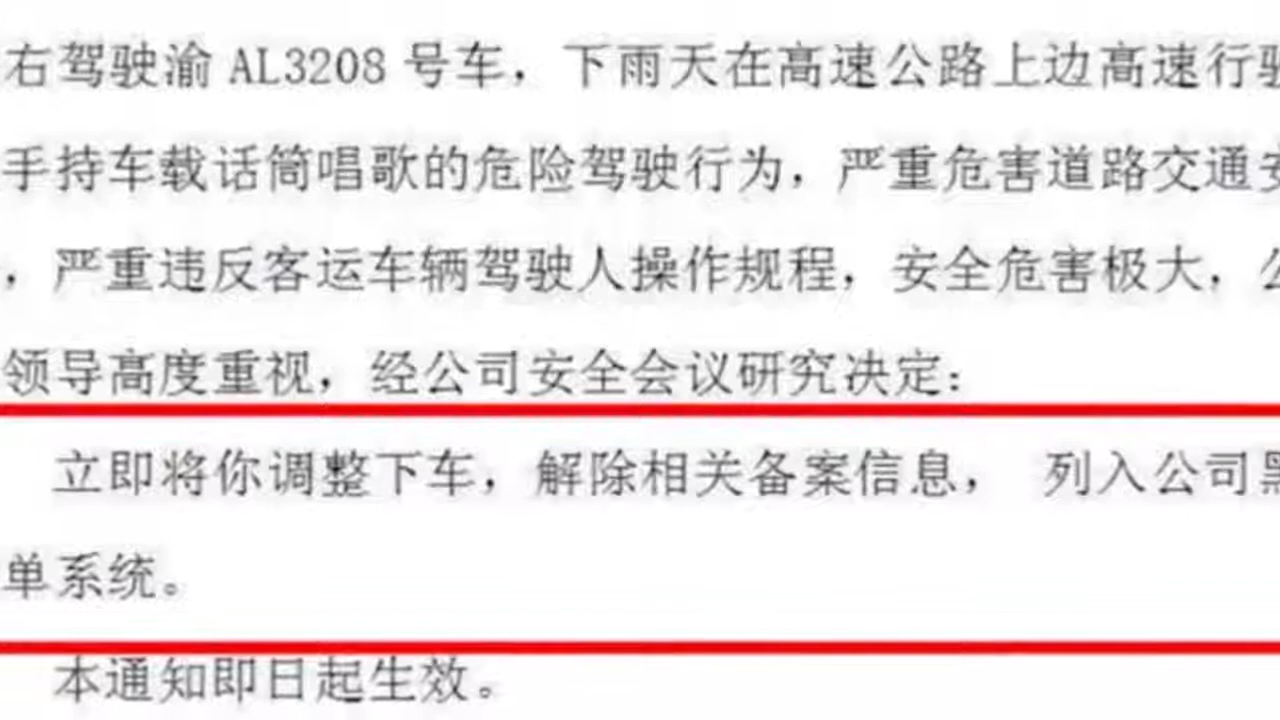 右驾驶渝 AL3208 号车，下雨天在高速公路上边高速行驶
手持车载话筒唱歌的危险驾驶行为，严重危害道路交通安
，严重违反客运车辆驾驶人操作规程，安全危害极大，公
领导高度重视，经公司安全会议研究决定：
立即将你调整下车，解除相关备案信息， 列入公司黑
单系统。
本通知即日起生效。